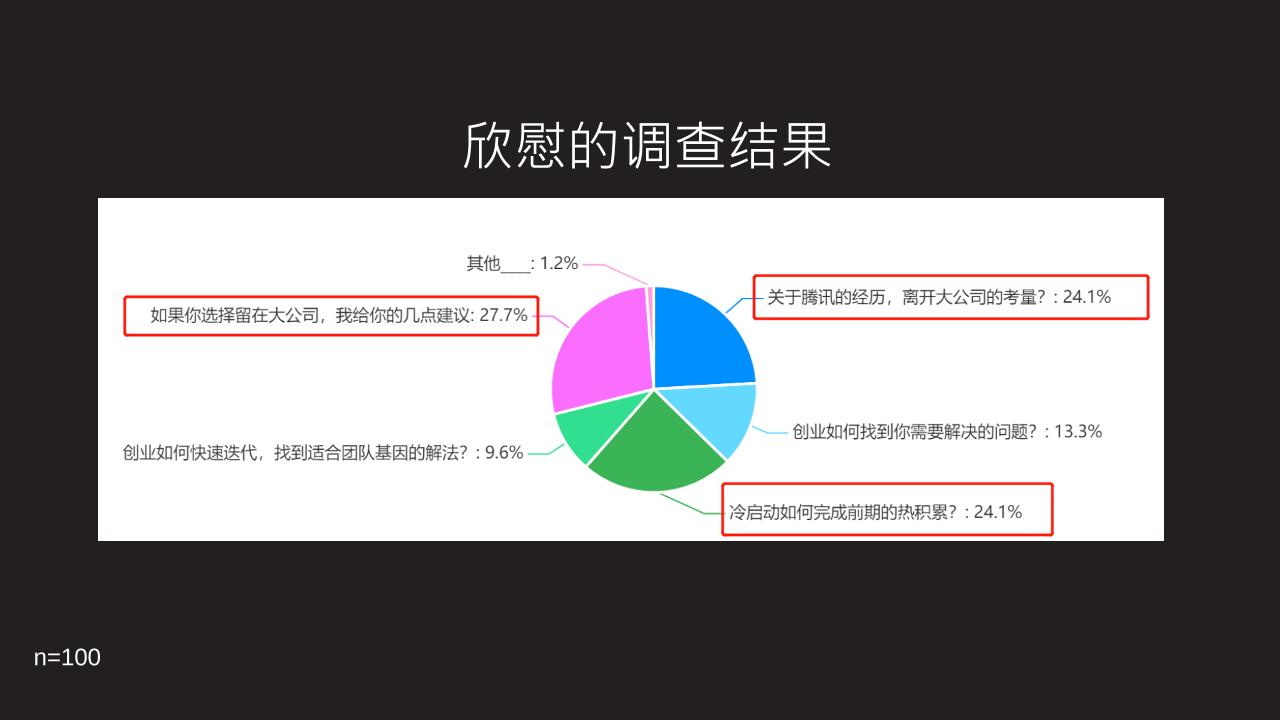 欣慰的调查结果
其他____: 1.2%
关于腾讯的经历，离开大公司的考量？: 24.1%
如果你选择留在大公司，我给你的几点建议: 27.7%
创业如何找到你需要解决的问题？: 13.3%
创业如何快速迭代，找到适合团队基因的解法？: 9.6%
冷启动如何完成前期的热积累？: 24.1%
n=100